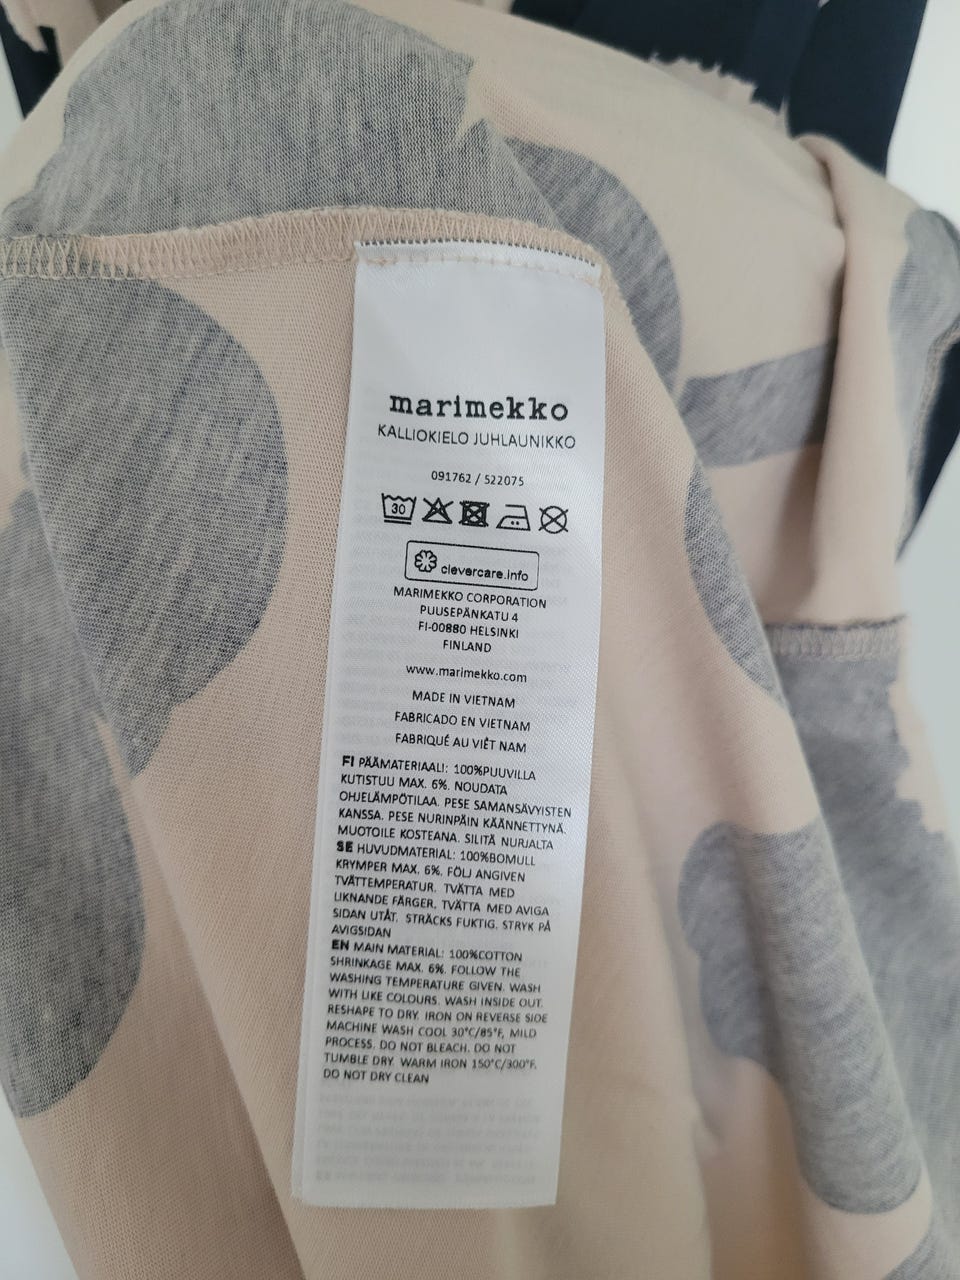 marimekko
KALLIOKIELO JUHLAUNIKKO
091762 / 522075
30
clevercare.info
MARIMEKKO CORPORATION
PUUSEPÄNKATU 4
FI-00880 HELSINKI
FINLAND
www.marimekko.com
MADE IN VIETNAM
FABRICADO EN VIETNAM
FABRIQUÉ AU VIÊT NAM
FI PÄÄMATERIAALI: 100%PUUVILLA
KUTISTUU MAX. 6%. NOUDATA
OHJELÄMPÖTILAA. PESE SAMANSÄVYISTEN
KANSSA. PESE NURINPÄIN KÄÄNNETTYNÄ.
MUOTOILE KOSTEANA. SILITÄ NURJALTA
SE HUVUDMATERIAL: 100%BOMULL
KRYMPER MAX. 6%. FÖLJ ANGIVEN
TVÄTTEMPERATUR. TVÄTTA MED
LIKNANDE FÄRGER. TVÄTTA MED AVIGA
SIDAN UTÅT. STRÄCKS FUKTIG. STRYK PÅ
AVIGSIDAN
EN MAIN MATERIAL: 100%COTTON
SHRINKAGE MAX. 6%. FOLLOW THE
WASHING TEMPERATURE GIVEN. WASH
WITH LIKE COLOURS. WASH INSIDE OUT.
RESHAPE TO DRY. IRON ON REVERSE SIDE
MACHINE WASH COOL 30°C/85°F, MILD
PROCESS. DO NOT BLEACH. DO NOT
TUMBLE DRY. WARM IRON 150°C/300°F.
DO NOT DRY CLEAN